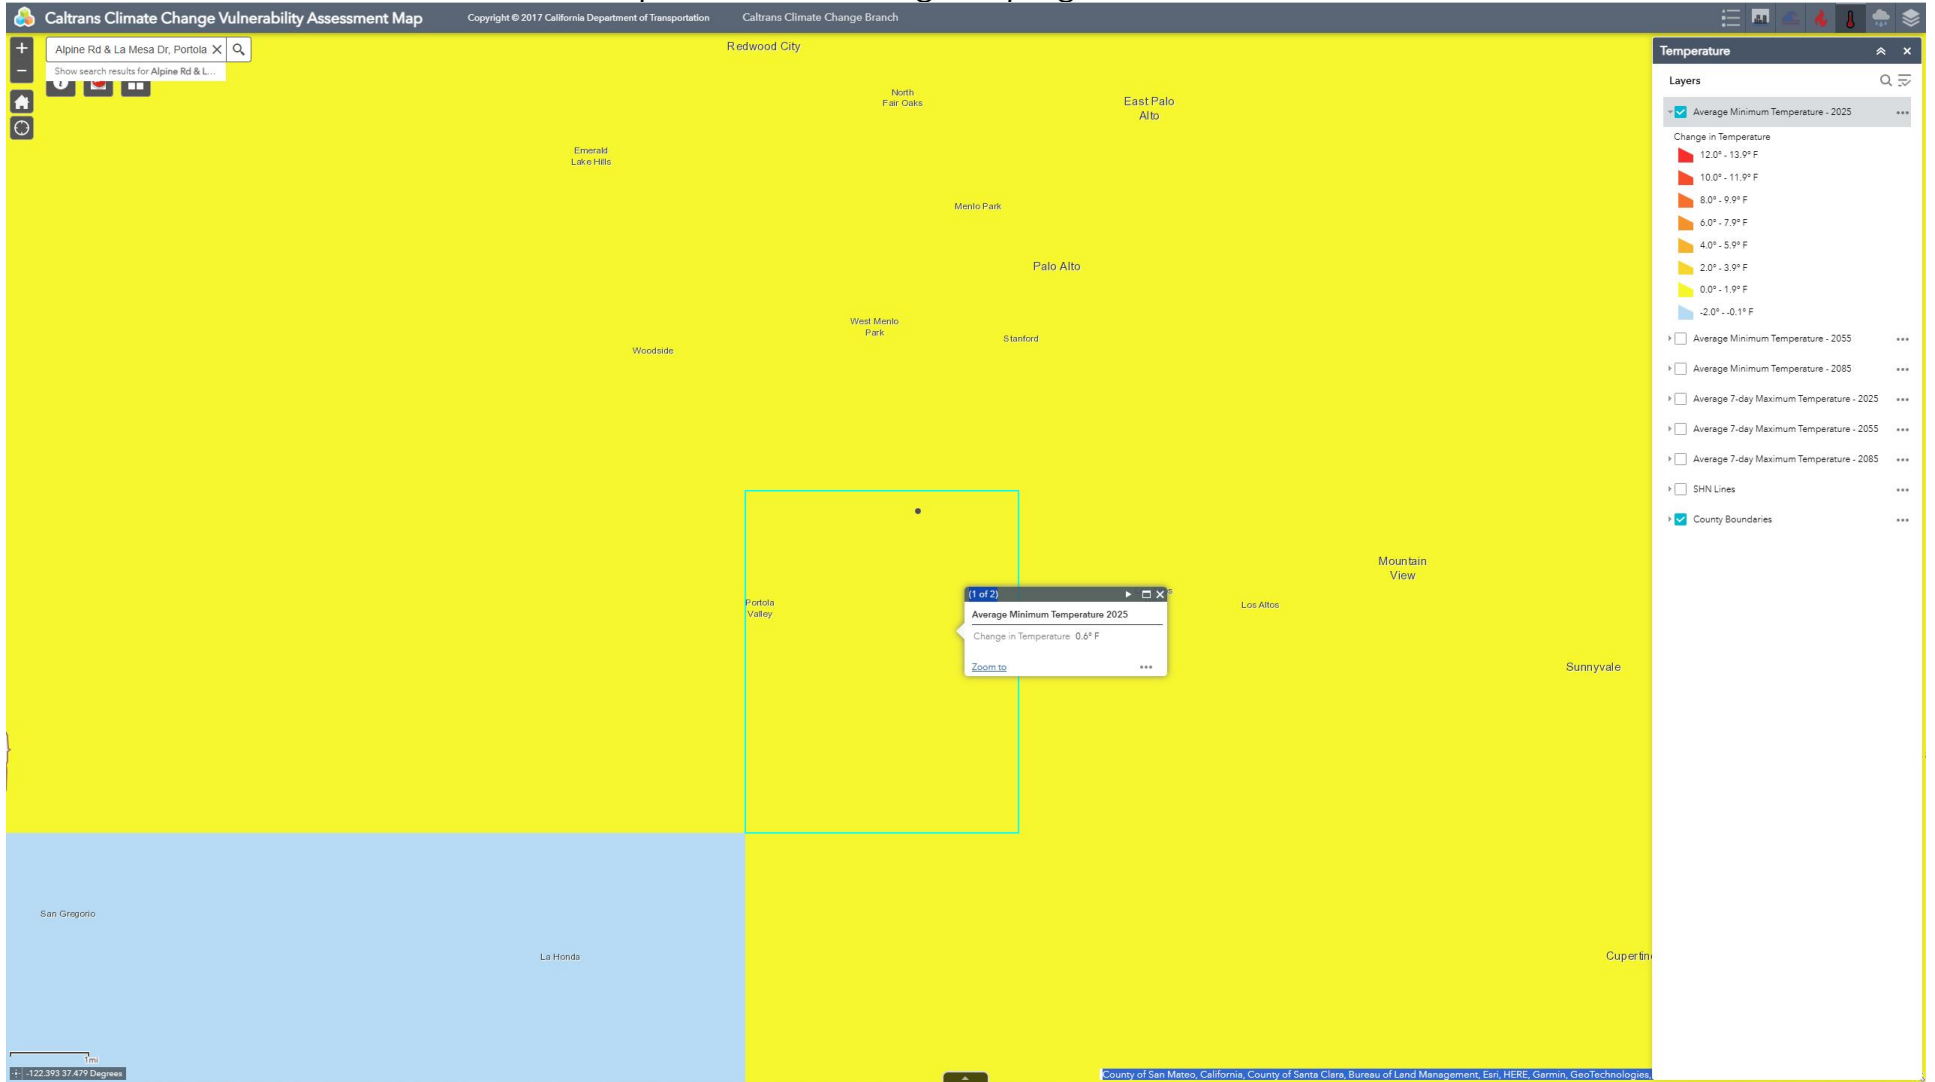 Caltrans Climate Change Vulnerability Assessment Map
Copyright © 2017 California Department of Transportation
Caltrans Climate Change Branch
+
Alpine Rd & La Mesa Dr, Portola
Show search results for Alpine Rd & L...
−
Redwood City
North
Fair Oaks
East Palo
Alto
Emerald
Lake Hills
Menlo Park
Palo Alto
West Menlo
Park
Stanford
Woodside
Mountain
View
Portola
Valley
Los Altos
Sunnyvale
San Gregorio
La Honda
(1 of 2)
Average Minimum Temperature 2025
Change in Temperature 0.6° F
Zoom to
Temperature
Layers
Average Minimum Temperature - 2025
Change in Temperature
12.0° - 13.9° F
10.0° - 11.9° F
8.0° - 9.9° F
6.0° - 7.9° F
4.0° - 5.9° F
2.0° - 3.9° F
0.0° - 1.9° F
-2.0° - -0.1° F
Average Minimum Temperature - 2055
Average Minimum Temperature - 2085
Average 7-day Maximum Temperature - 2025
Average 7-day Maximum Temperature - 2055
Average 7-day Maximum Temperature - 2085
SHN Lines
County Boundaries
Cupertin
1mi
-122.393 37.479 Degrees
County of San Mateo, California, County of Santa Clara, Bureau of Land Management, Esri, HERE, Garmin, GeoTechnologies,